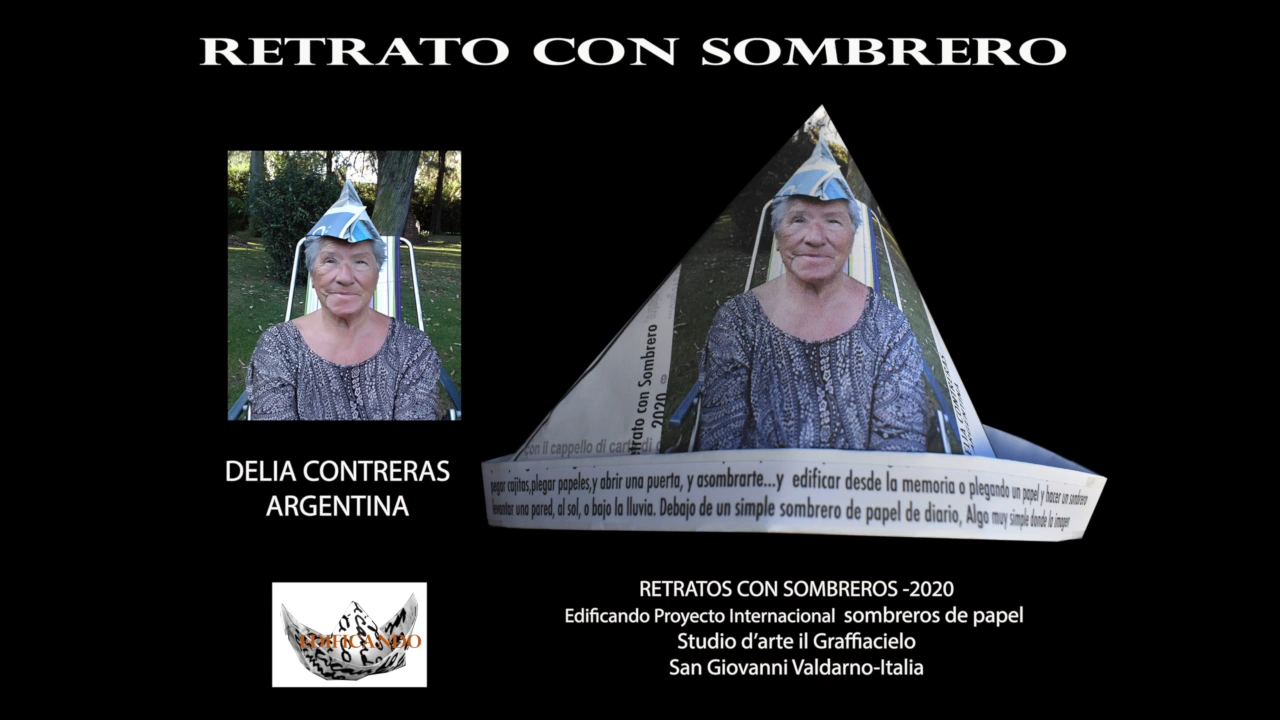 RETRATO CON SOMBRERO
DELIA CONTRERAS
ARGENTINA
EDIFICANDO
trato con Sombrero
2020
con il cappello di carta di
pegar cajitas,plegar papeles,y abrir una puerta, y asombrarte...y edificar desde la memoria o plegando un papel y hacer un sombrero
levantar una pared, al sol, o bajo la lluvia. Debajo de un simple sombrero de papel de diario, Algo muy simple donde la imagen
RETRATOS CON SOMBREROS -2020
Edificando Proyecto Internacional sombreros de papel
Studio d'arte il Graffiacielo
San Giovanni Valdarno-Italia